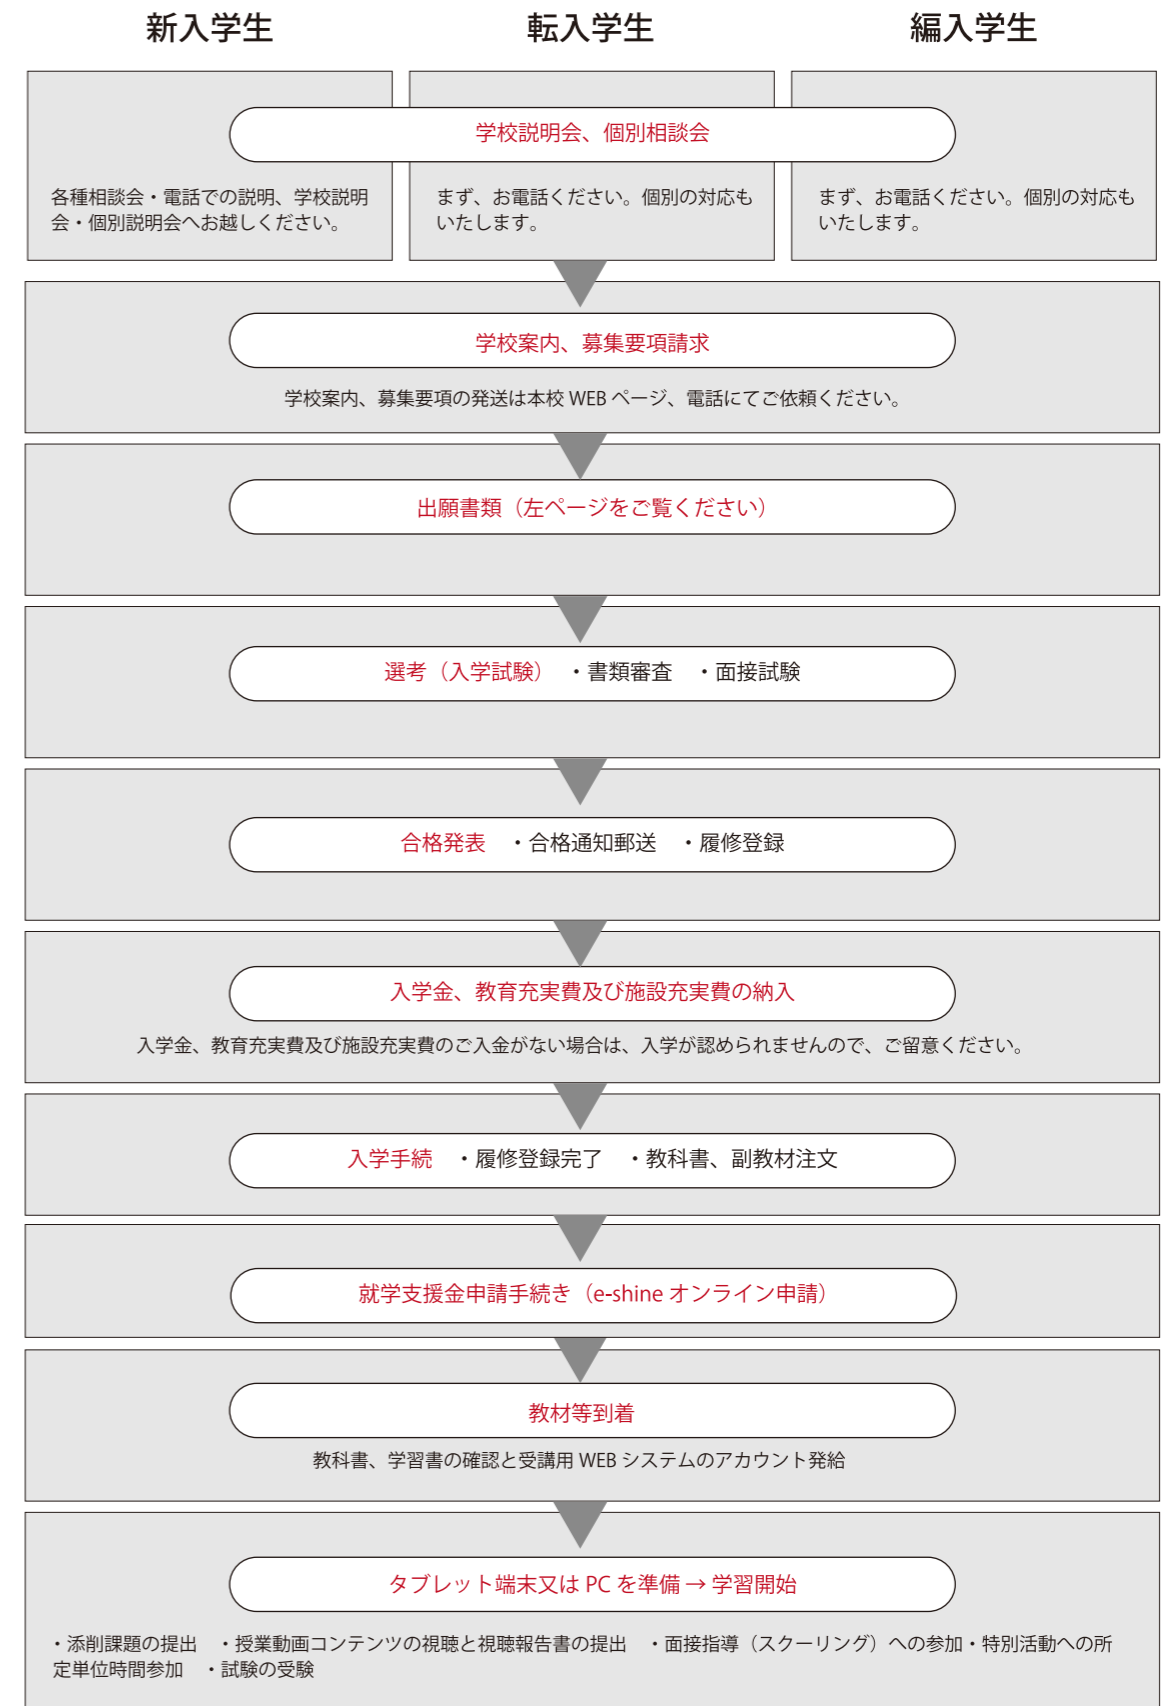 新入学生
転入学生
編入学生
学校説明会、個別相談会
各種相談会・電話での説明、学校説明
会・個別説明会へお越しください。
まず、お電話ください。個別の対応も
いたします。
まず、お電話ください。個別の対応も
いたします。
学校案内、募集要項請求
学校案内、募集要項の発送は本校 WEB ページ、電話にてご依頼ください。
出願書類（左ページをご覧ください）
選考（入学試験）　・書類審査　・面接試験
合格発表　・合格通知郵送　・履修登録
入学金、教育充実費及び施設充実費の納入
入学金、教育充実費及び施設充実費のご入金がない場合は、入学が認められませんので、ご留意ください。
入学手続　・履修登録完了　・教科書、副教材注文
就学支援金申請手続き（e-shine オンライン申請）
教材等到着
教科書、学習書の確認と受講用 WEB システムのアカウント発給
タブレット端末又は PC を準備 → 学習開始
・添削課題の提出　・授業動画コンテンツの視聴と視聴報告書の提出　・面接指導（スクーリング）への参加・特別活動への所
定単位時間参加　・試験の受験